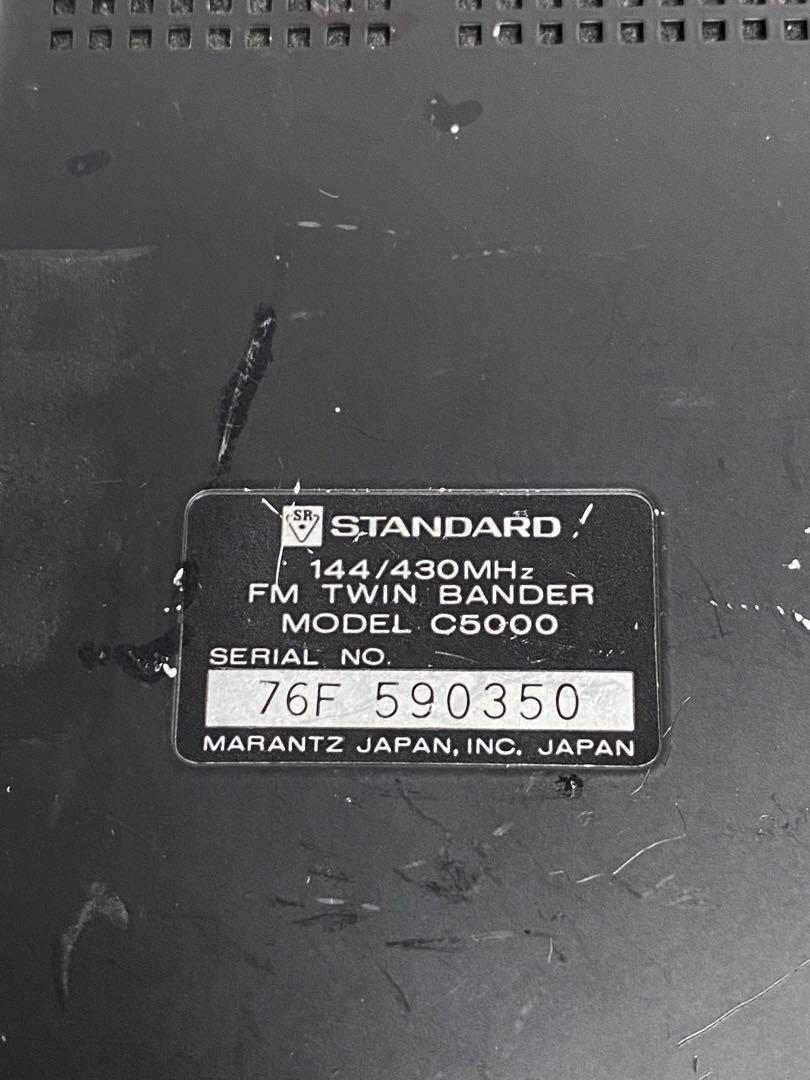 SR STANDARD
144/430MHz
FM TWIN BANDER
MODEL C5000
SERIAL NO.
76F 590350
MARANTZ JAPAN, INC. JAPAN